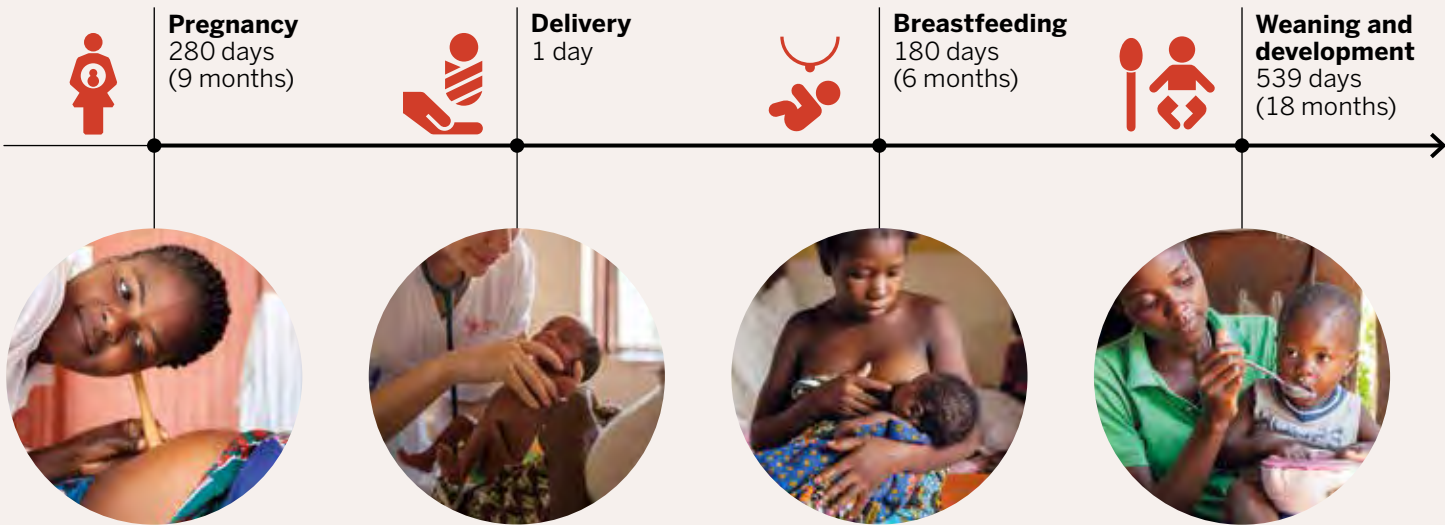 Pregnancy
280 days
(9 months)
Delivery
1 day
Breastfeeding
180 days
(6 months)
Weaning and
development
539 days
(18 months)